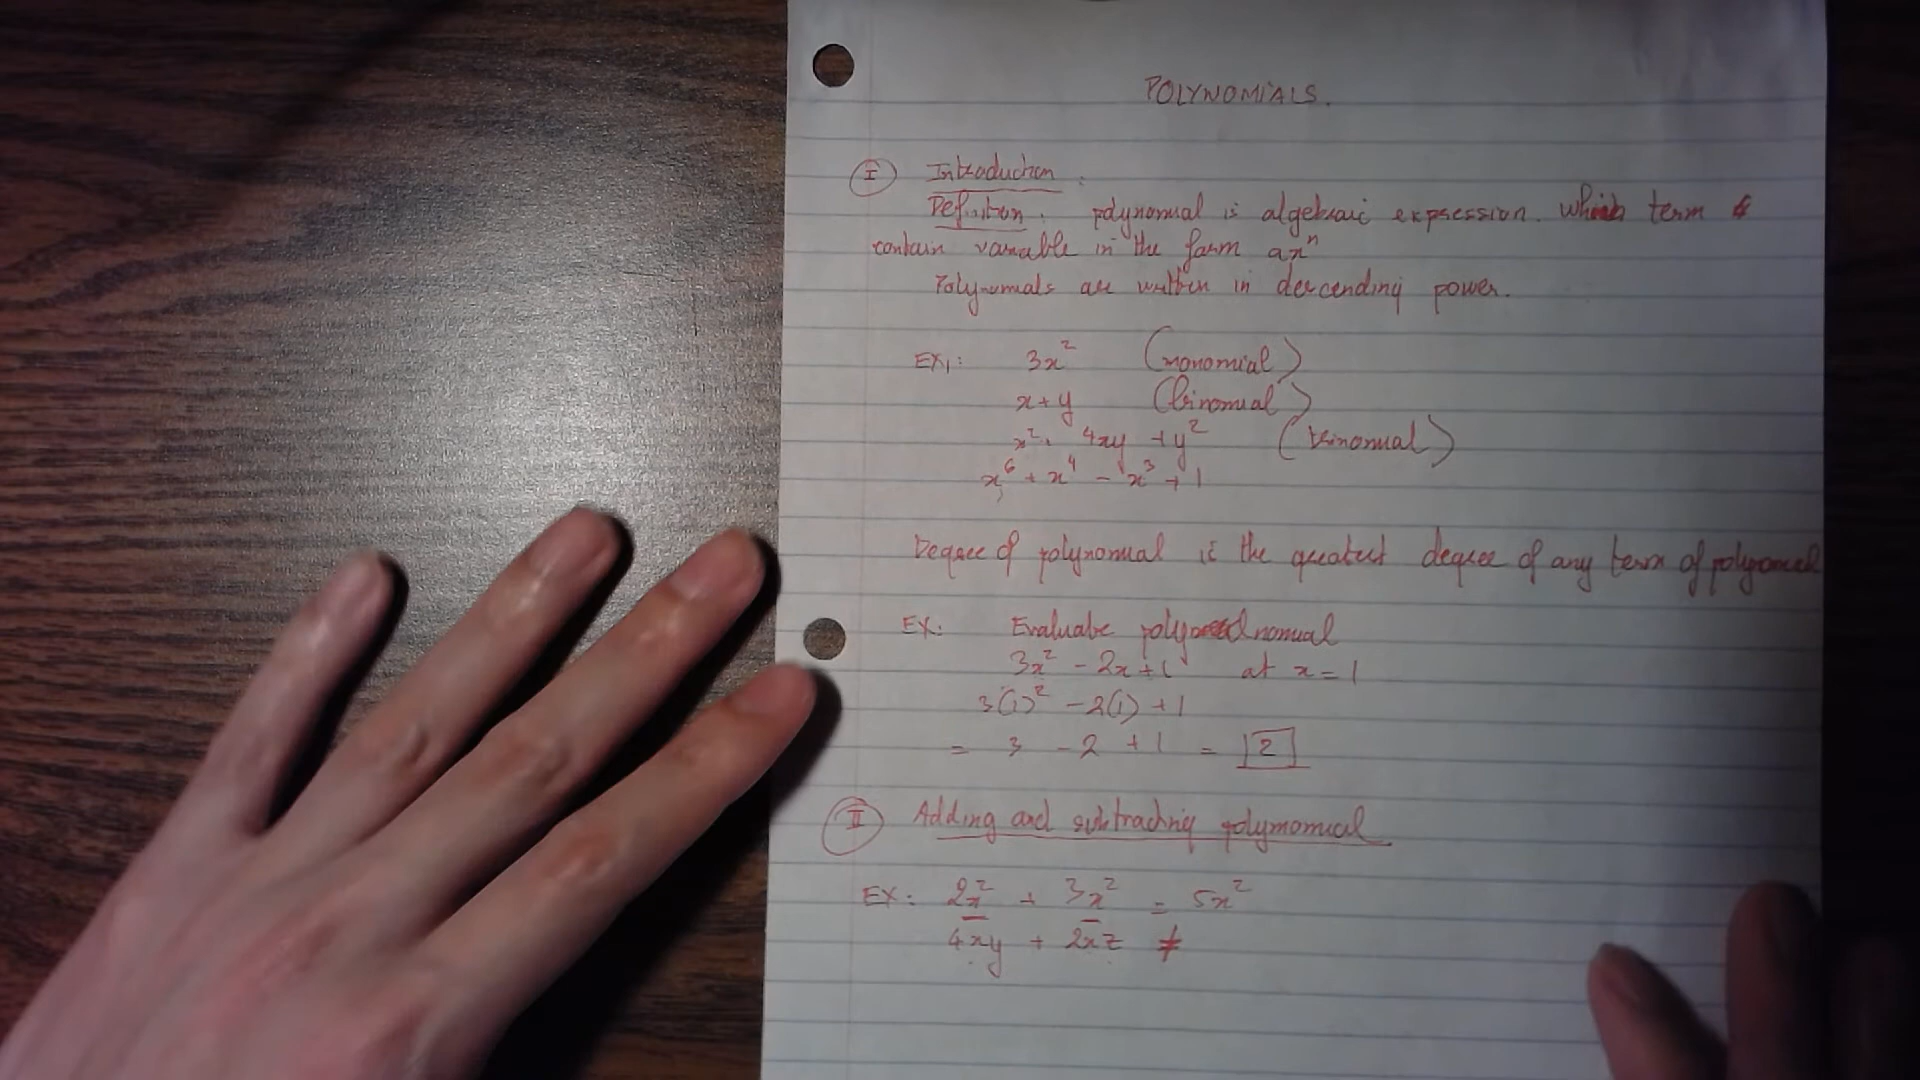 POLYNOMIALS.
I Introduction.
Definition. polynomial is algebraic expression. which term
contain variable in the form axⁿ
Polynomials are written in descending power.
EX1: 3x² (monomial)
x+y (binomial)
x² 4xy + y² (trinomial)
x⁶ + x⁴ - x³ + 1
Degree of polynomial is the greatest degree of any term of polynomial
EX: Evaluate polynomial
3x² - 2x+1 at x = 1
3(1)² - 2(1) + 1
= 3 - 2 + 1 = 2
II Adding and subtracting polymomial
EX: 2x² + 3x² = 5x²
4xy + 2xz ≠